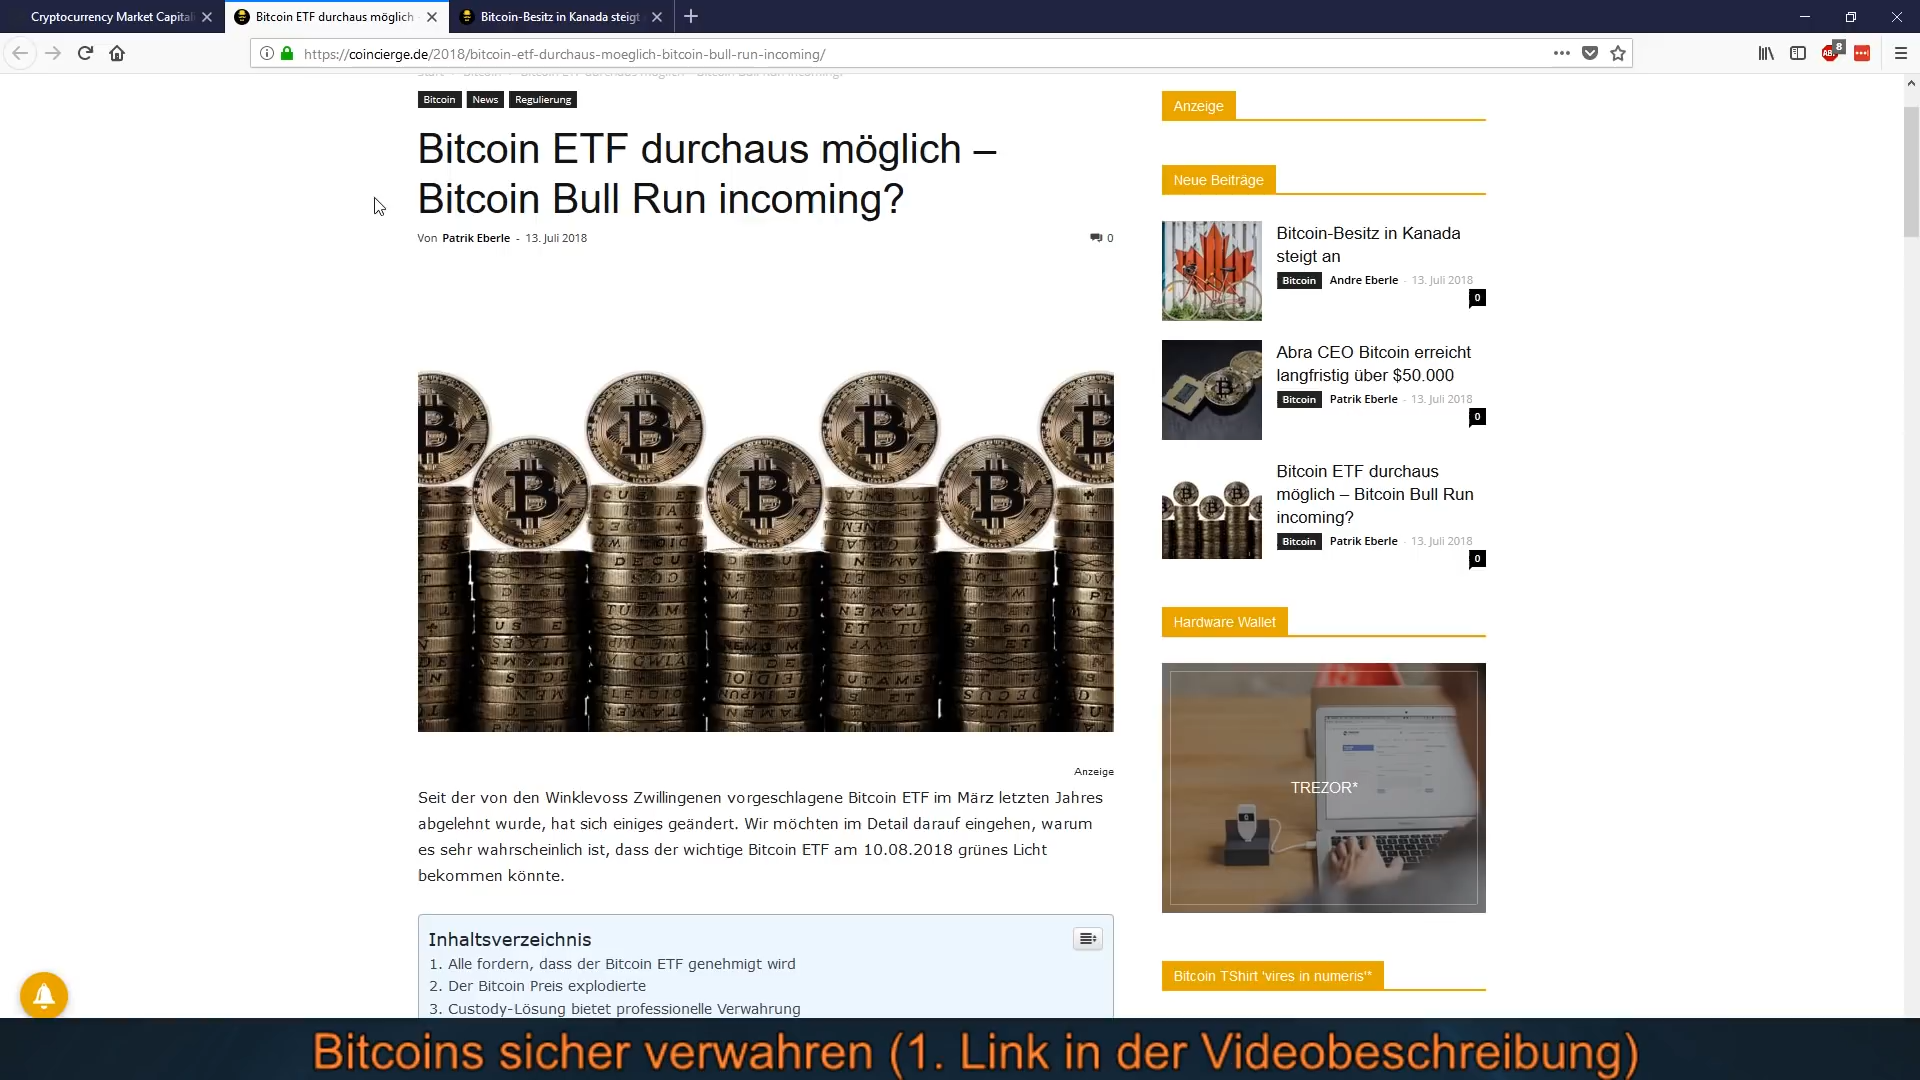 Cryptocurrency Market Capitali
Bitcoin ETF durchaus möglich
Bitcoin-Besitz in Kanada steigt
https://coincierge.de/2018/bitcoin-etf-durchaus-moeglich-bitcoin-bull-run-incoming/
8
Bitcoin News Regulierung
Bitcoin ETF durchaus möglich –
Bitcoin Bull Run incoming?
Von Patrik Eberle - 13. Juli 2018
0
Anzeige
Seit der von den Winklevoss Zwillingenen vorgeschlagene Bitcoin ETF im März letzten Jahres
abgelehnt wurde, hat sich einiges geändert. Wir möchten im Detail darauf eingehen, warum
es sehr wahrscheinlich ist, dass der wichtige Bitcoin ETF am 10.08.2018 grünes Licht
bekommen könnte.
Inhaltsverzeichnis
1. Alle fordern, dass der Bitcoin ETF genehmigt wird
2. Der Bitcoin Preis explodierte
3. Custody-Lösung bietet professionelle Verwahrung
Anzeige
Neue Beiträge
Bitcoin-Besitz in Kanada
steigt an
Bitcoin Andre Eberle - 13. Juli 2018
0
Abra CEO Bitcoin erreicht
langfristig über $50.000
Bitcoin Patrik Eberle - 13. Juli 2018
0
Bitcoin ETF durchaus
möglich – Bitcoin Bull Run
incoming?
Bitcoin Patrik Eberle - 13. Juli 2018
0
Hardware Wallet
TREZOR*
Bitcoin TShirt 'vires in numeris'*
Bitcoins sicher verwahren (1. Link in der Videobeschreibung)